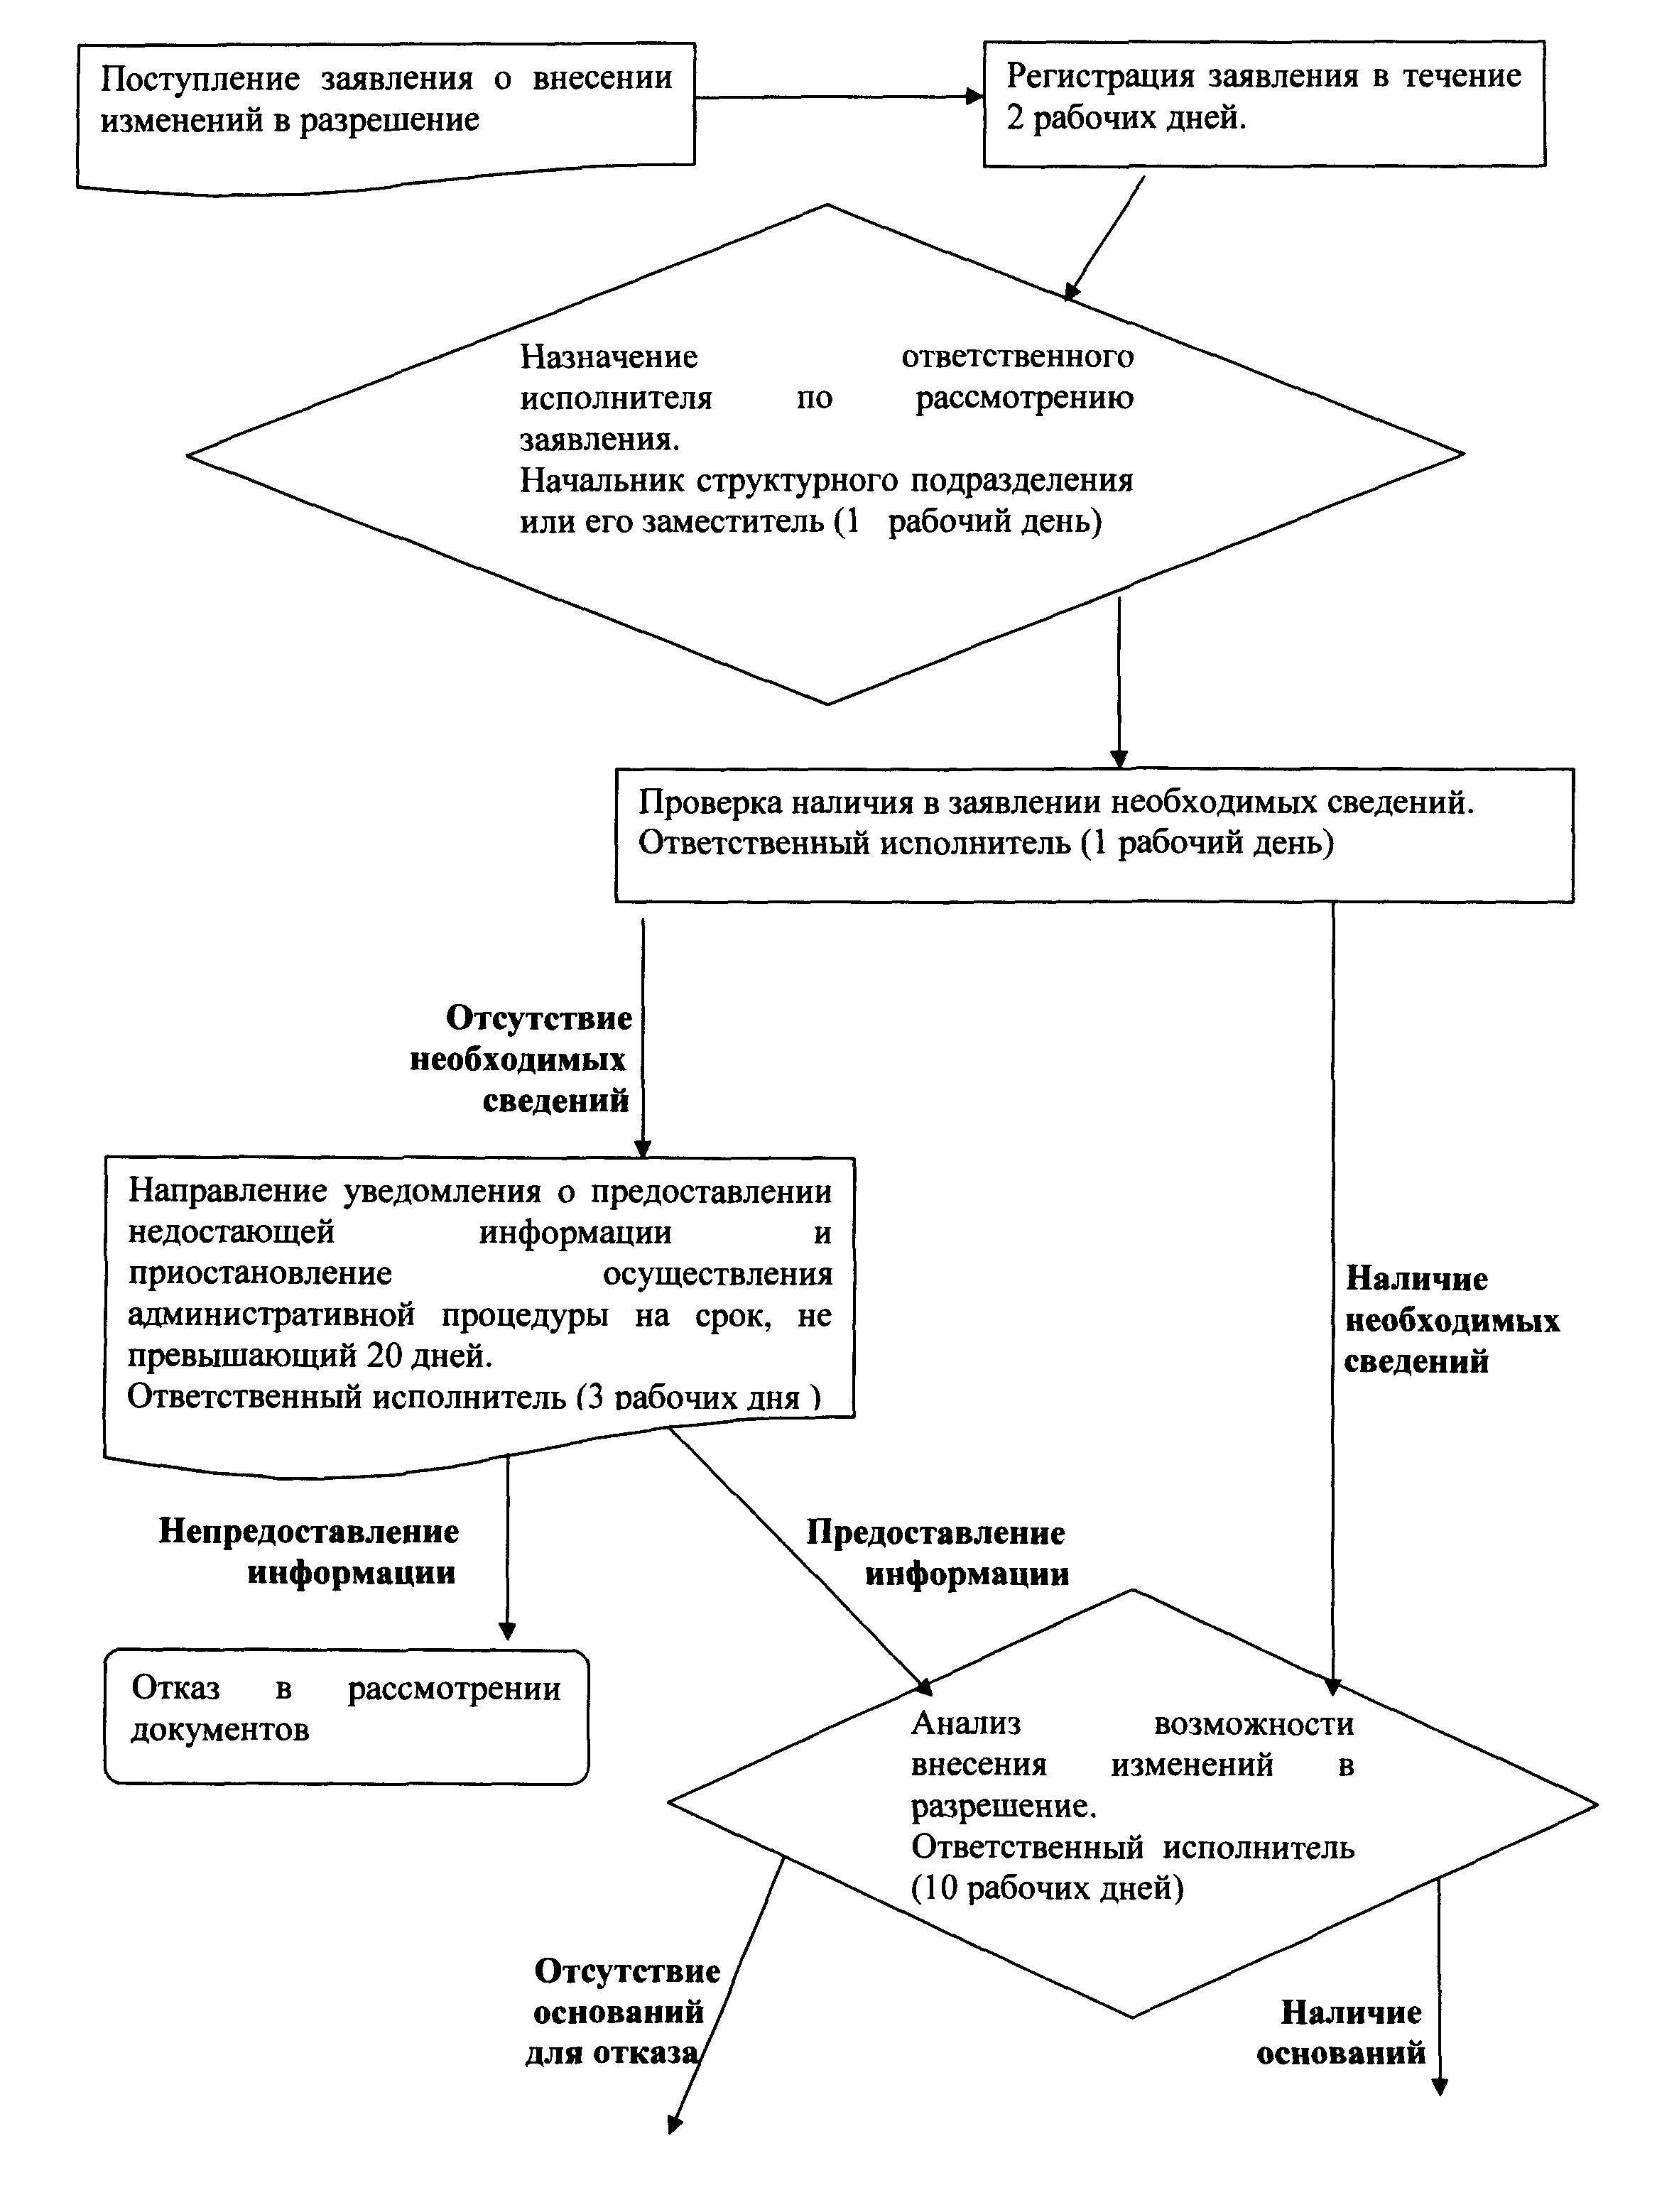 Поступление заявления о внесении
изменений в разрешение
Регистрация заявления в течение
2 рабочих дней.
Назначение ответственного
исполнителя по рассмотрению
заявления.
Начальник структурного подразделения
или его заместитель (1 рабочий день)
Проверка наличия в заявлении необходимых сведений.
Ответственный исполнитель (1 рабочий день)
Отсутствие
необходимых
сведений
Направление уведомления о предоставлении
недостающей информации и
приостановление осуществления
административной процедуры на срок, не
превышающий 20 дней.
Ответственный исполнитель (3 рабочих дня )
Наличие
необходимых
сведений
Непредоставление
информации
Предоставление
информации
Отказ в рассмотрении
документов
Анализ возможности
внесения изменений в
разрешение.
Ответственный исполнитель
(10 рабочих дней)
Отсутствие
оснований
для отказа
Наличие
оснований